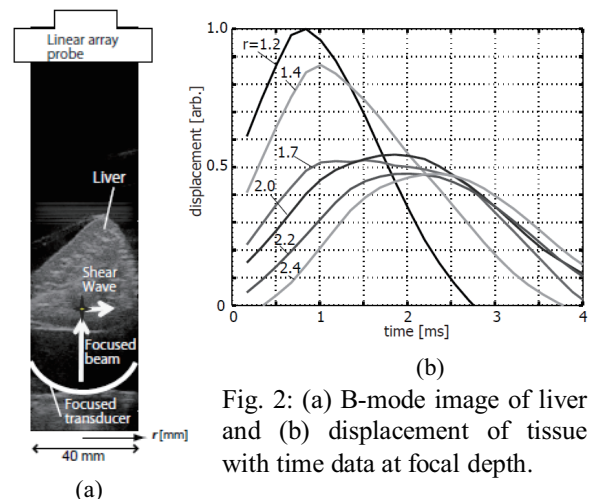 (a)
Linear array
probe
Liver
Shear
Wave
Focused
beam
Focused
transducer
r [mm]
40 mm
(a)
(b)
displacement [arb.]
1.0
0.5
0
r=1.2
1.4
1.7
2.0
2.2
2.4
0 1 2 3 4
time [ms]
(b)
Fig. 2: (a) B-mode image of liver
and (b) displacement of tissue
with time data at focal depth.